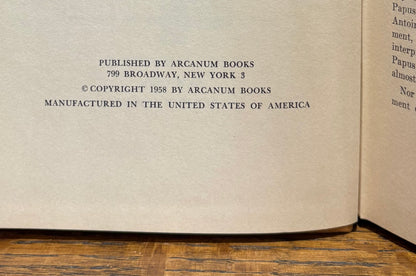 PUBLISHED BY ARCANUM BOOKS
799 BROADWAY, NEW YORK 3
© COPYRIGHT 1958 BY ARCANUM BOOKS
MANUFACTURED IN THE UNITED STATES OF AMERICA
Papus
Antoin
ment,
interp
Papus
almost
Nor
ment